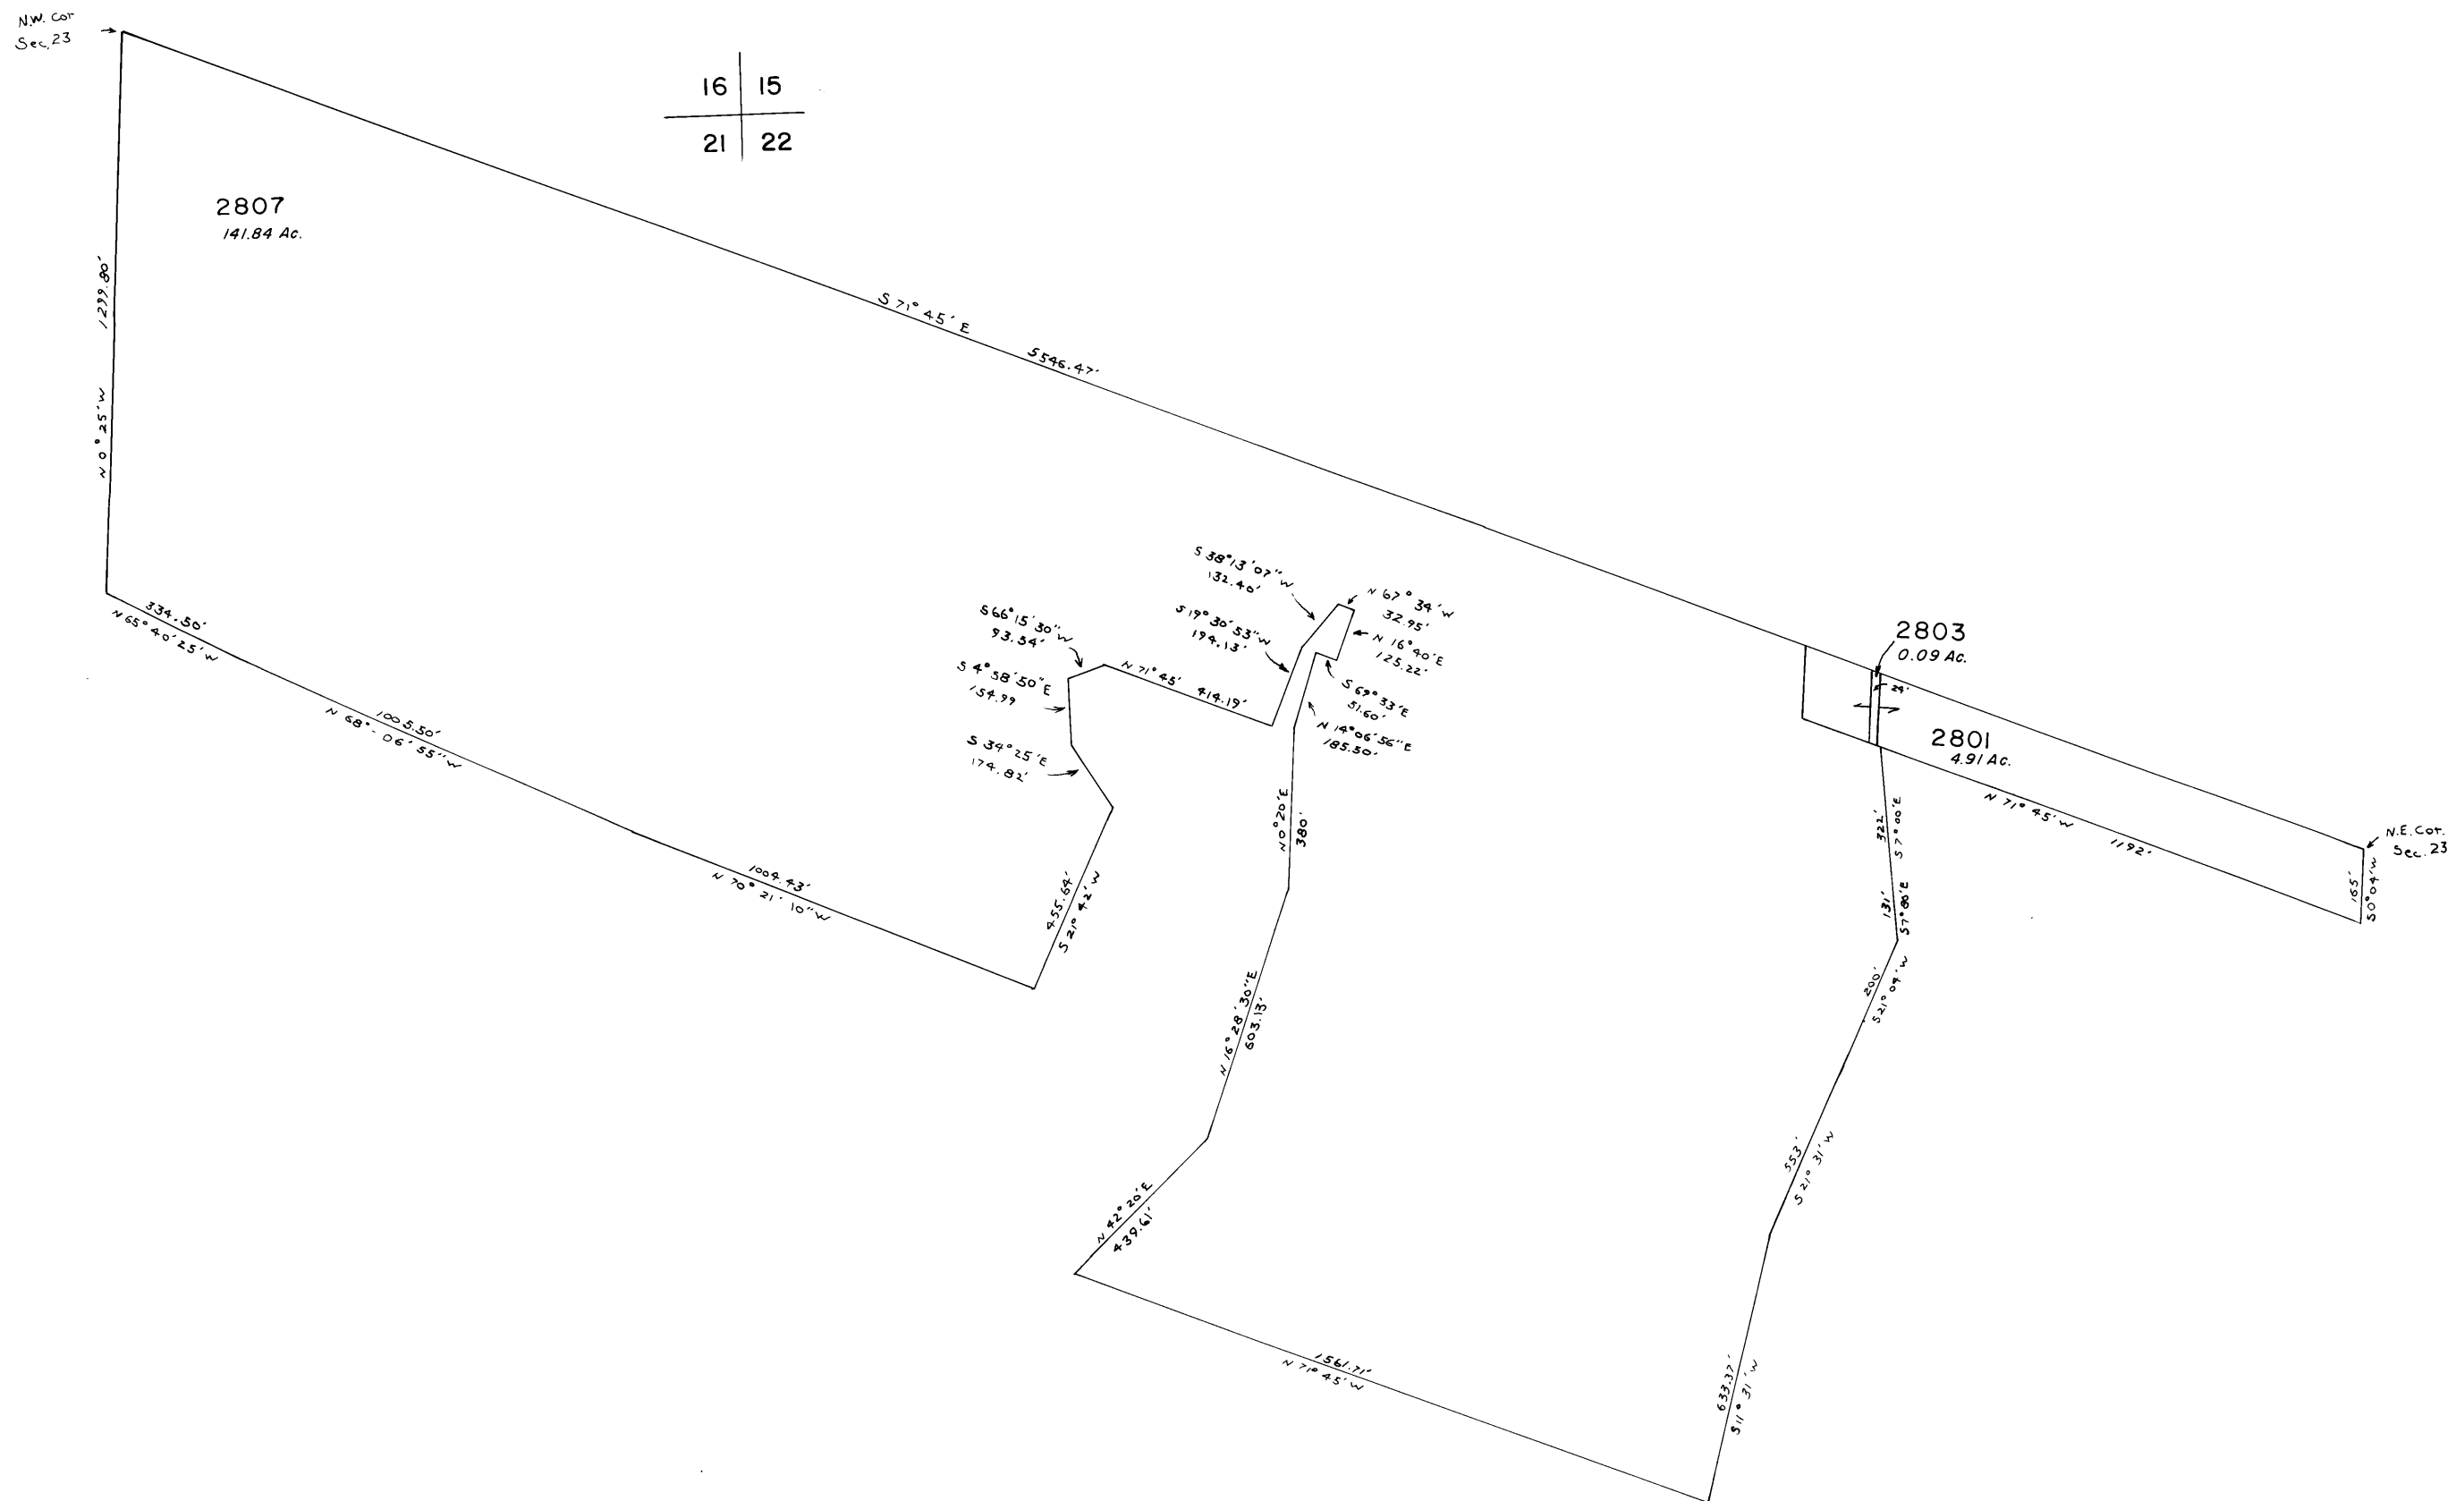 N.W. Cor
Sec. 23
16 15
21 22
2807
141.84 Ac.
1299.80'
N 0° 25' W
S 71° 45' E
5546.47'
334.50'
N 65° 40' 25' W
1005.50'
N 68° - 06' 55" W
1004.43'
N 70° 21' 10" W
S 38° 13' 07" W
132.40'
N 67° 34' W
32.95'
S 19° 30' 53" W
194.13'
N 16° 40' E
125.22'
S 66° 15' 30" W
93.54'
S 4° 58' 50" E
154.99
N 71° 45' 414.19'
S 69° 33' E
51.60'
N 14° 06' 56" E
185.50'
S 34° 25' E
174.82'
455.64'
S 21° 42' W
N 0° 20' E
380'
N 16° 28' 30" E
603.13'
N 42° 20' E
439.61'
1561.71'
N 71° 45' W
2803
0.09 Ac.
24'
2801
4.91 Ac.
N 71° 45' W
1192'
N.E. Cor.
Sec. 23
165'
S 0° 04' W
322'
S 7° 00' E
131'
S 7° 00' E
200'
S 21° 04' W
553'
S 21° 31' W
633.37'
S 11° 31' W